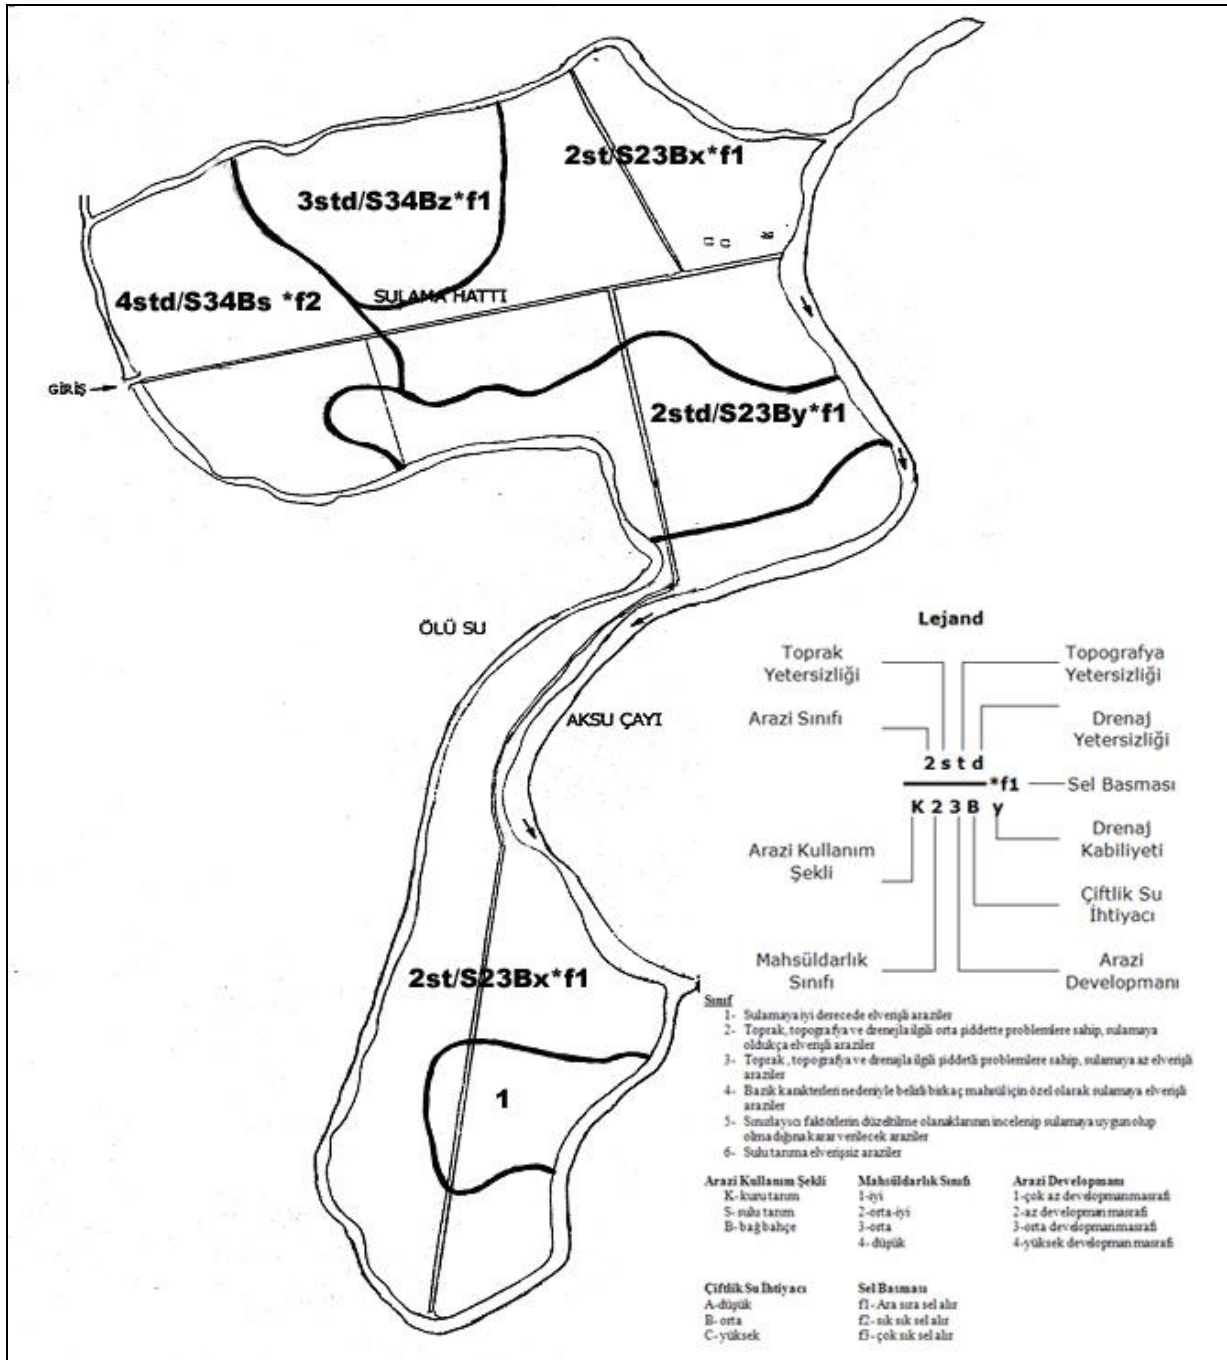 2st/S23Bx*f1
3std/S34Bz*f1
4std/S34Bs *f2
SULAMA HATTI
GİRİŞ
2std/S23By*f1
ÖLÜ SU
AKSU ÇAYI
2st/S23Bx*f1
1
Lejand
Toprak
Yetersizliği
Topografya
Yetersizliği
Arazi Sınıfı
Drenaj
Yetersizliği
2 s t d
*f1
Sel Basması
K 2 3 B y
Drenaj
Kabiliyeti
Arazi Kullanım
Şekli
Çiftlik Su
İhtiyacı
Mahsüldarlık
Sınıfı
Arazi
Developmanı
Sınıf
1- Sulamaya iyi derecede elverişli araziler
2- Toprak, topografya ve drenejla ilgili orta şiddette problemlere sahip, sulamaya
oldukça elverişli araziler
3- Toprak, topografya ve drenajla ilgili şiddetli problemlere sahip, sulamaya az elverişli
araziler
4- Bazik karakterleri nedeniyle belirli birkaç mahsül için özel olarak sulamaya elverişli
araziler
5- Sınırlayıcı faktörlerin düzeltilme olanaklarının incelenip sulamaya uygun olup
olmadığına karar verilecek araziler
6- Sulu tarıma elverişsiz araziler
Arazi Kullanım Şekli
K- kuru tarım
S- sulu tarım
B- bağ bahçe
Mahsüldarlık Sınıfı
1-iyi
2-orta-iyi
3-orta
4- düşük
Arazi Developmanı
1-çok az developman masrafı
2-az developman masrafı
3-orta developman masrafı
4-yüksek developman masrafı
Çiftlik Su İhtiyacı
A-düşük
B- orta
C- yüksek
Sel Basması
f1- Ara sıra sel alır
f2- sık sık sel alır
f3- çok sık sel alır